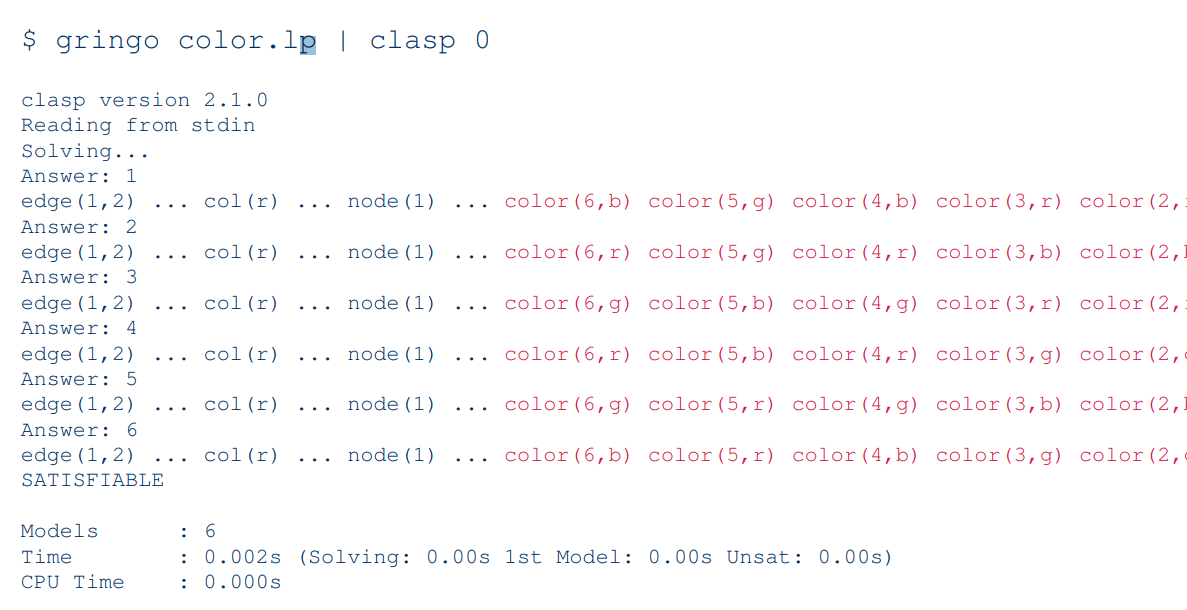 $ gringo color.lp | clasp 0
clasp version 2.1.0
Reading from stdin
Solving...
Answer: 1
edge(1,2) ... col(r) ... node(1) ... color(6,b) color(5,g) color(4,b) color(3,r) color(2,
Answer: 2
edge(1,2) ... col(r) ... node(1) ... color(6,r) color(5,g) color(4,r) color(3,b) color(2,
Answer: 3
edge(1,2) ... col(r) ... node(1) ... color(6,g) color(5,b) color(4,g) color(3,r) color(2,
Answer: 4
edge(1,2) ... col(r) ... node(1) ... color(6,r) color(5,b) color(4,r) color(3,g) color(2,
Answer: 5
edge(1,2) ... col(r) ... node(1) ... color(6,g) color(5,r) color(4,g) color(3,b) color(2,
Answer: 6
edge(1,2) ... col(r) ... node(1) ... color(6,b) color(5,r) color(4,b) color(3,g) color(2,
SATISFIABLE
Models : 6
Time : 0.002s (Solving: 0.00s 1st Model: 0.00s Unsat: 0.00s)
CPU Time : 0.000s